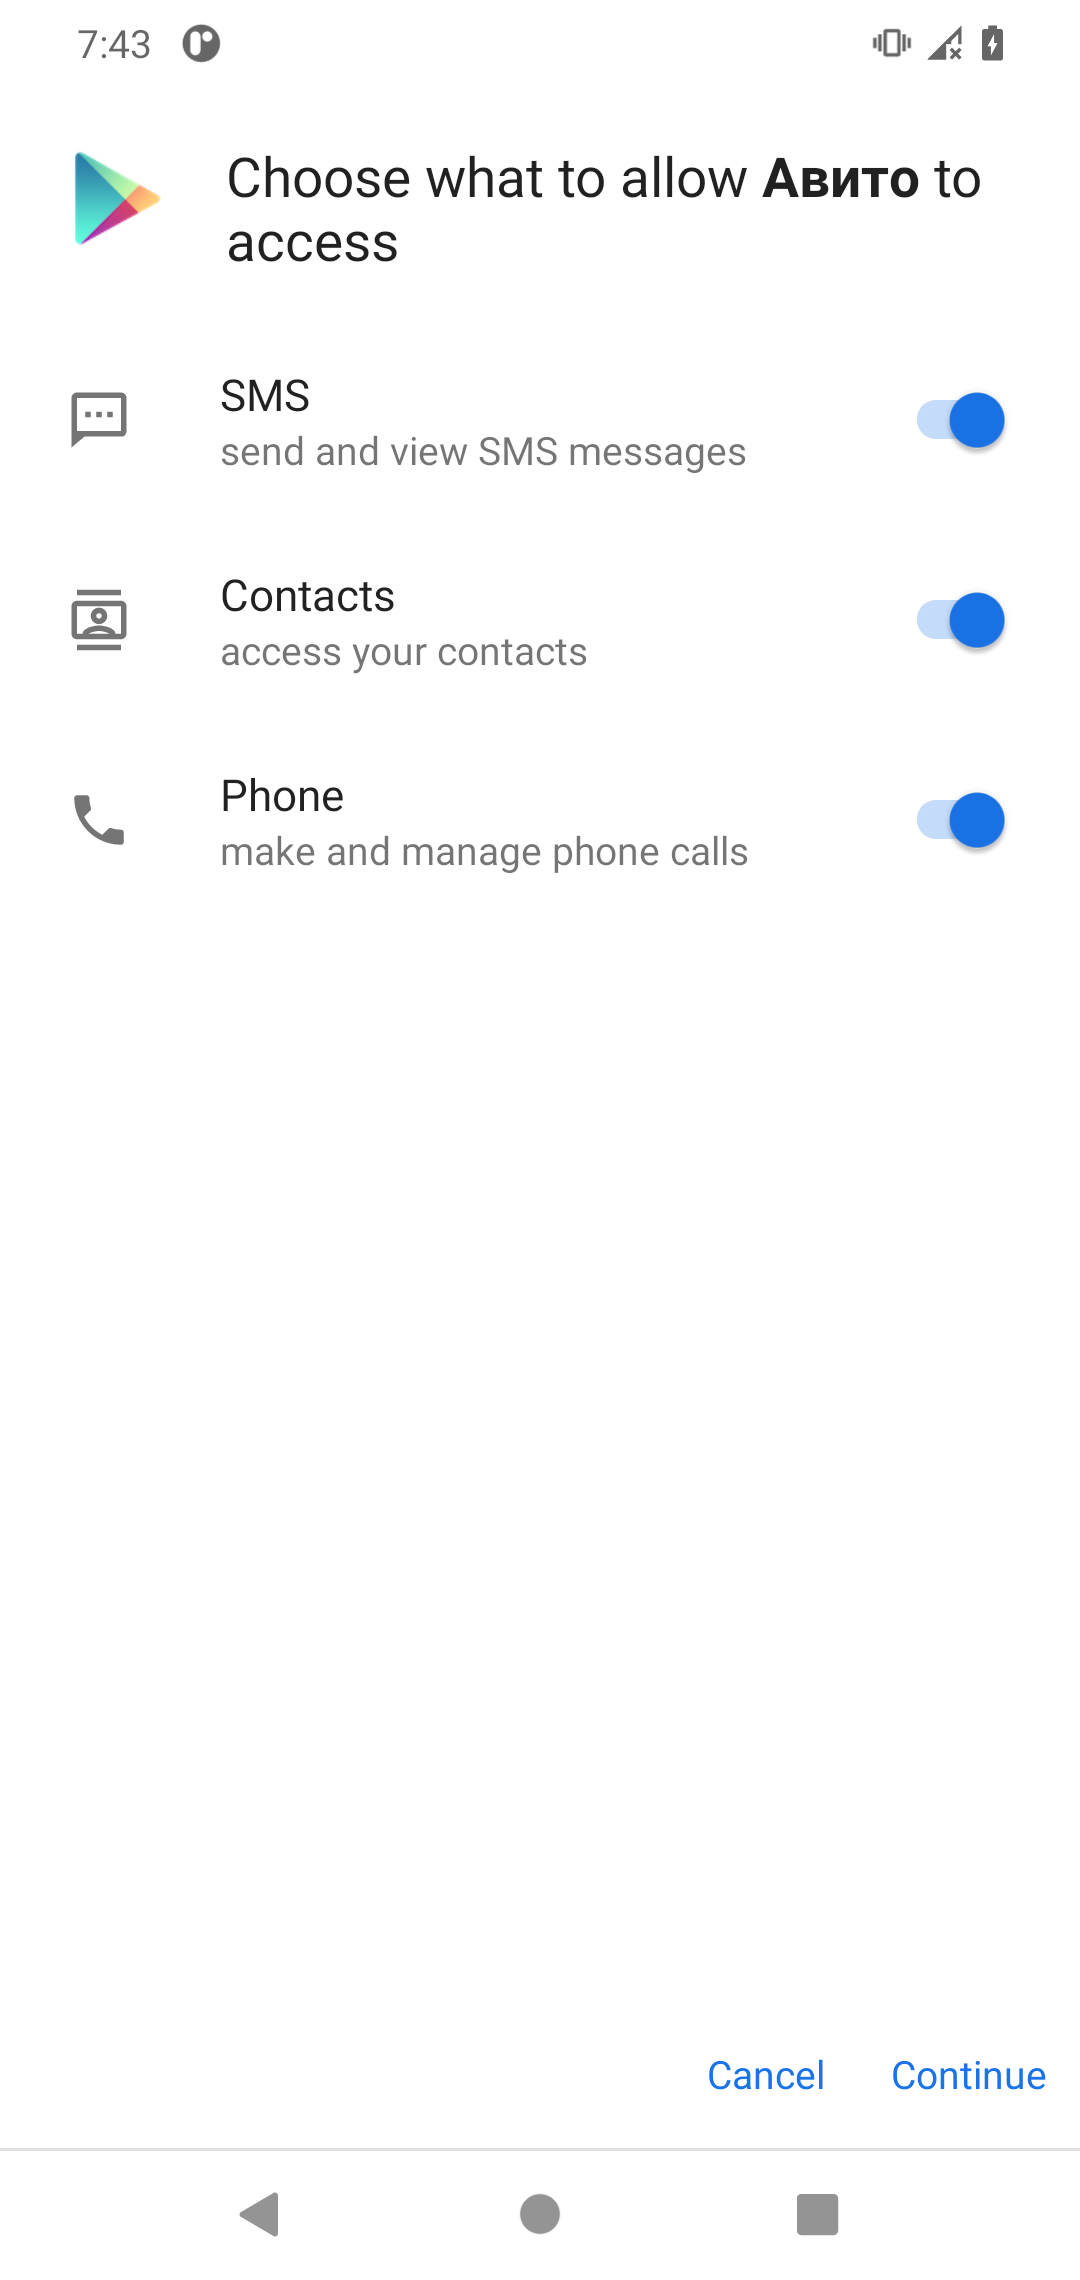 7:43
Choose what to allow Авито to
access
SMS
send and view SMS messages
Contacts
access your contacts
Phone
make and manage phone calls
Cancel
Continue